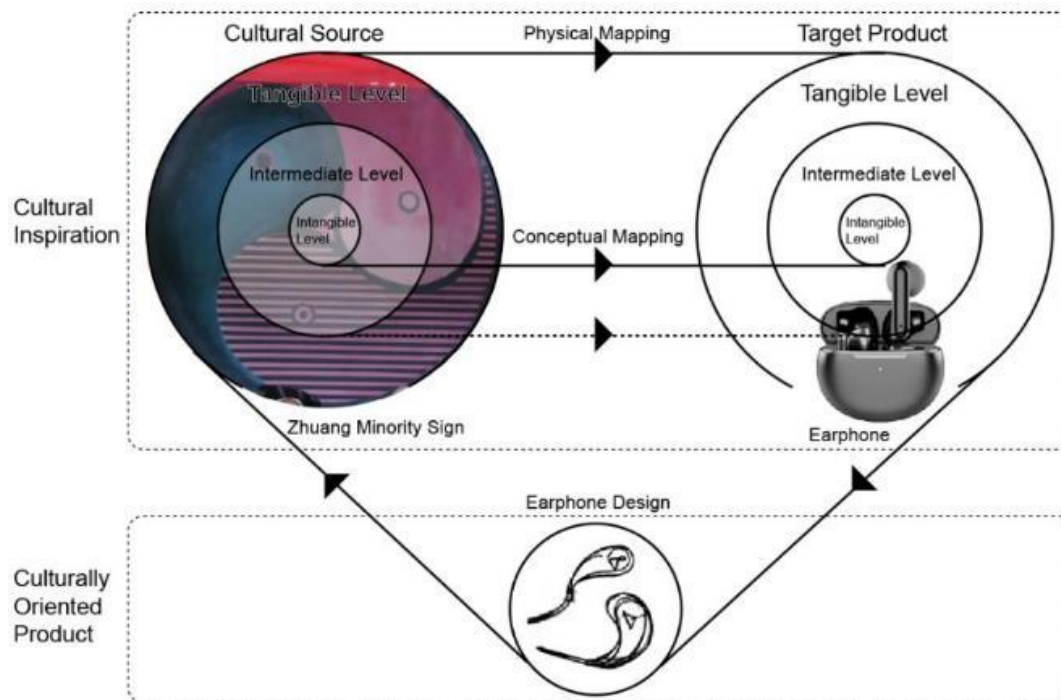 Cultural Source
Physical Mapping
Target Product
Tangible Level
Tangible Level
Intermediate Level
Intermediate Level
Intangible
Level
Intangible
Level
Cultural
Inspiration
Conceptual Mapping
Zhuang Minority Sign
Earphone
Earphone Design
Culturally
Oriented
Product